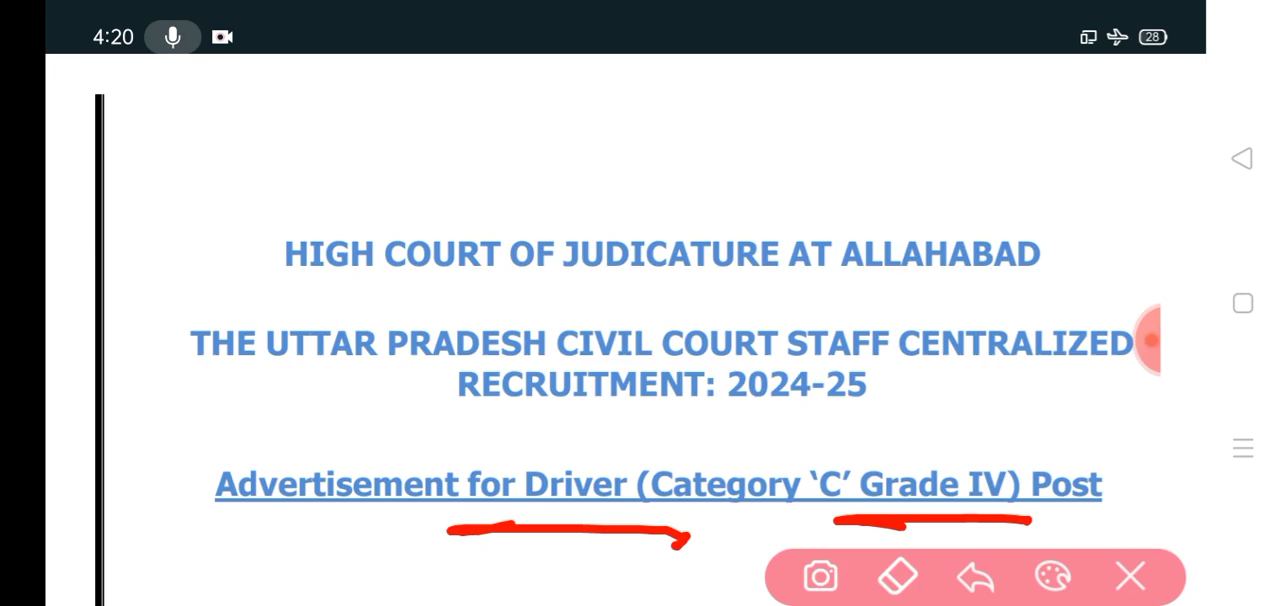 4:20
28
HIGH COURT OF JUDICATURE AT ALLAHABAD
THE UTTAR PRADESH CIVIL COURT STAFF CENTRALIZED
RECRUITMENT: 2024-25
Advertisement for Driver (Category ‘C’ Grade IV) Post